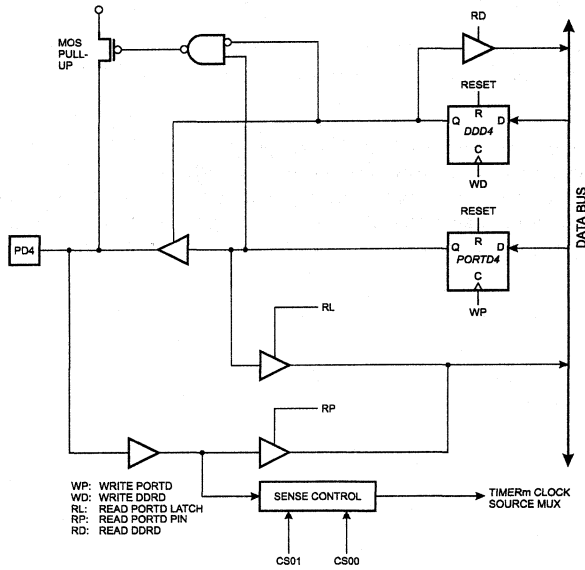 RD
MOS
PULL-
UP
RESET
R
Q
DDD4
D
C
WD
RESET
PD4
R
Q
PORTD4
D
C
WP
DATA BUS
RL
RP
WP: WRITE PORTD
WD: WRITE DDRD
RL: READ PORTD LATCH
RP: READ PORTD PIN
RD: READ DDRD
SENSE CONTROL
TIMERm CLOCK
SOURCE MUX
CS01
CS00